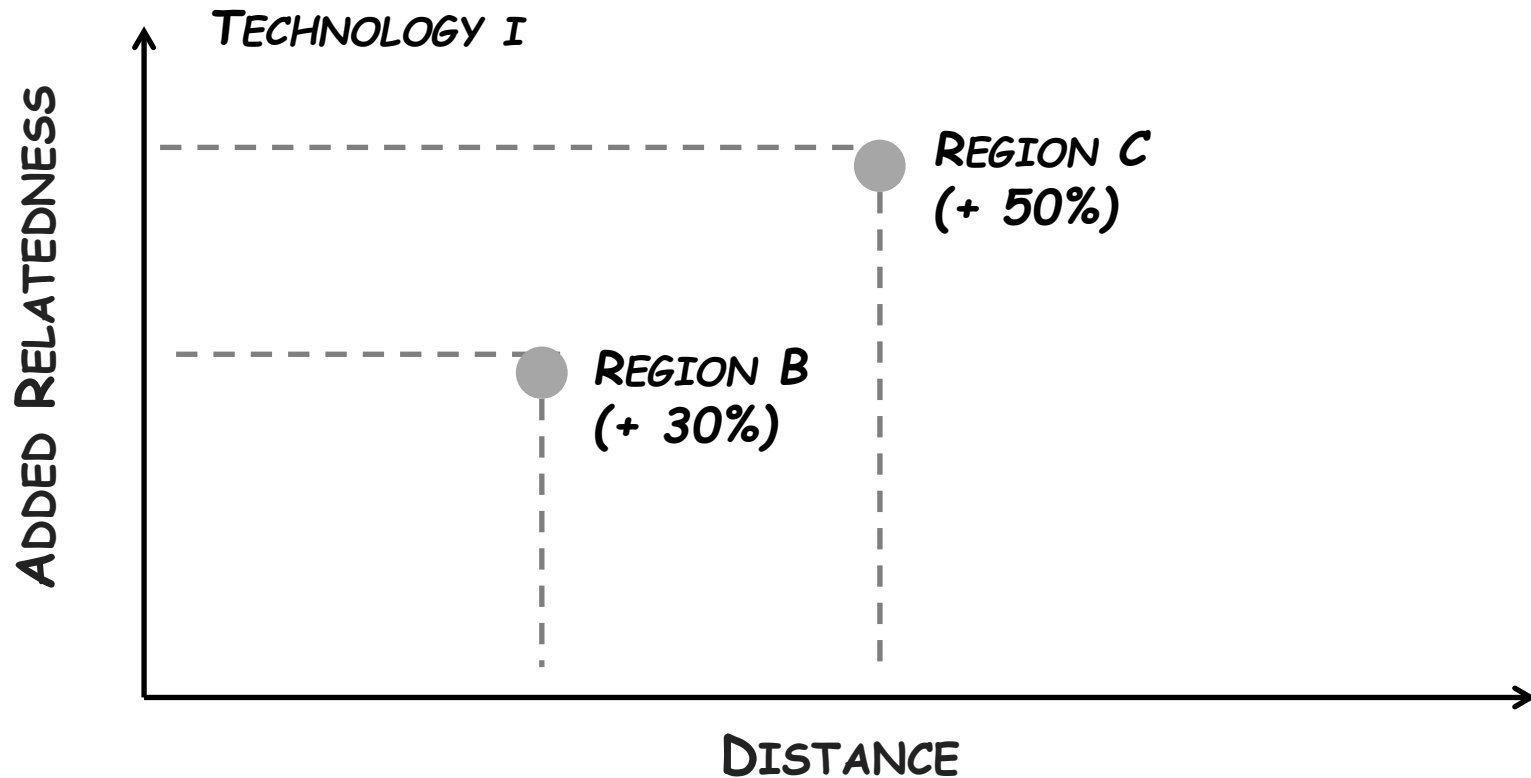 TECHNOLOGY I
ADDED RELATEDNESS
REGION C
(+ 50%)
REGION B
(+ 30%)
DISTANCE